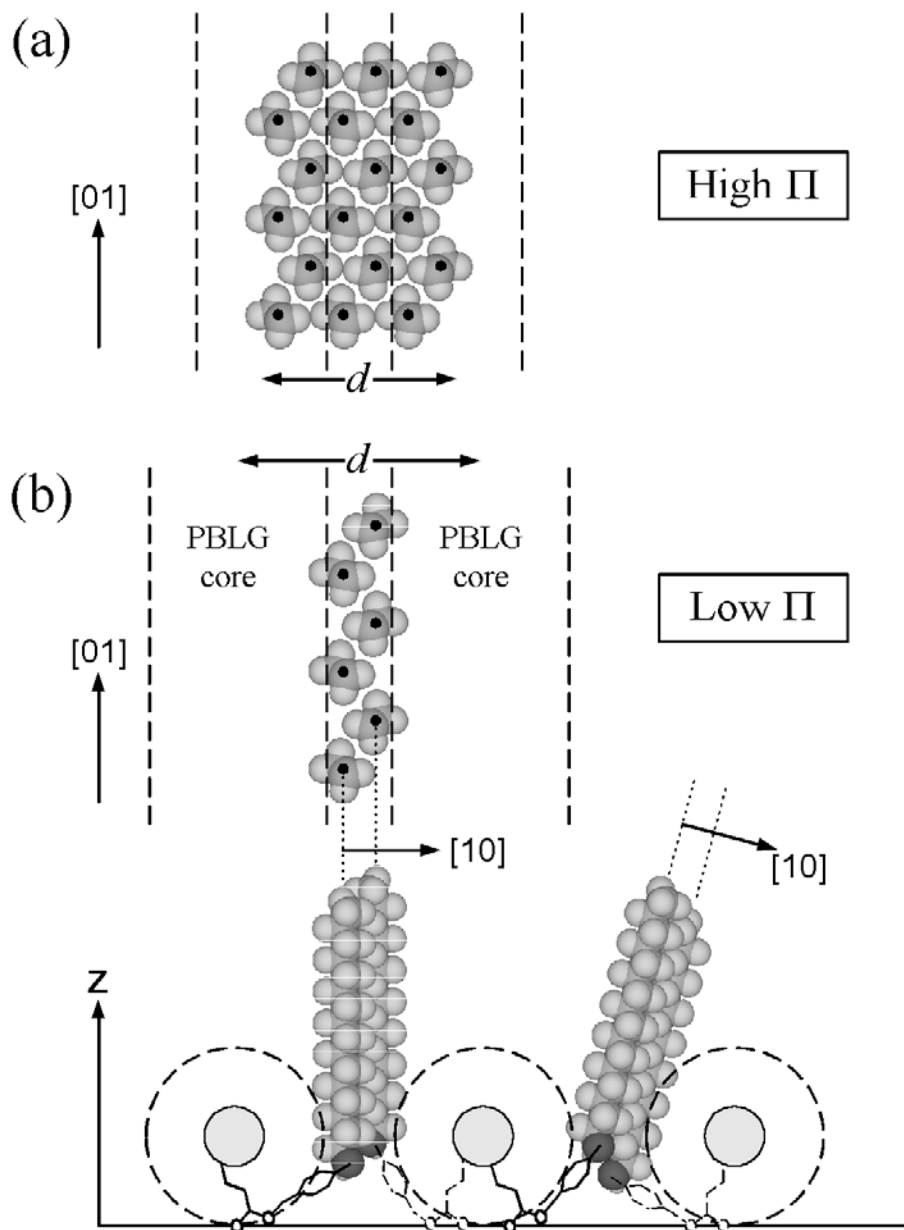 (a)
[01]
High Π
d
d
(b)
PBLG
core
PBLG
core
[01]
Low Π
[10]
[10]
z